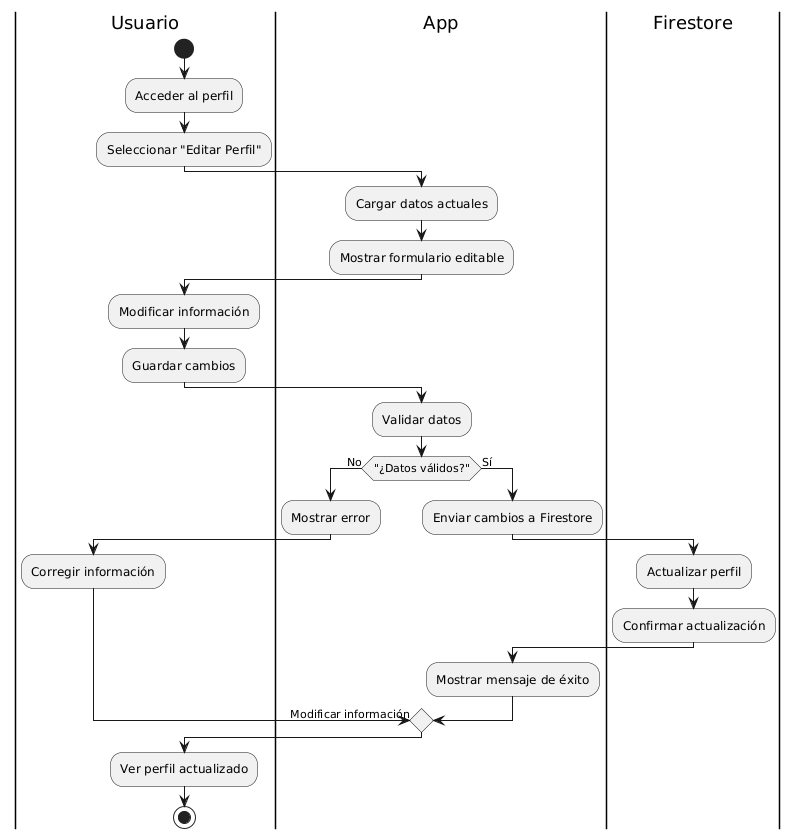 Usuario
App
Firestore
Acceder al perfil
Seleccionar "Editar Perfil"
Cargar datos actuales
Mostrar formulario editable
Modificar información
Guardar cambios
Validar datos
No
"¿Datos válidos?"
Sí
Mostrar error
Enviar cambios a Firestore
Corregir información
Actualizar perfil
Confirmar actualización
Mostrar mensaje de éxito
Modificar información
Ver perfil actualizado